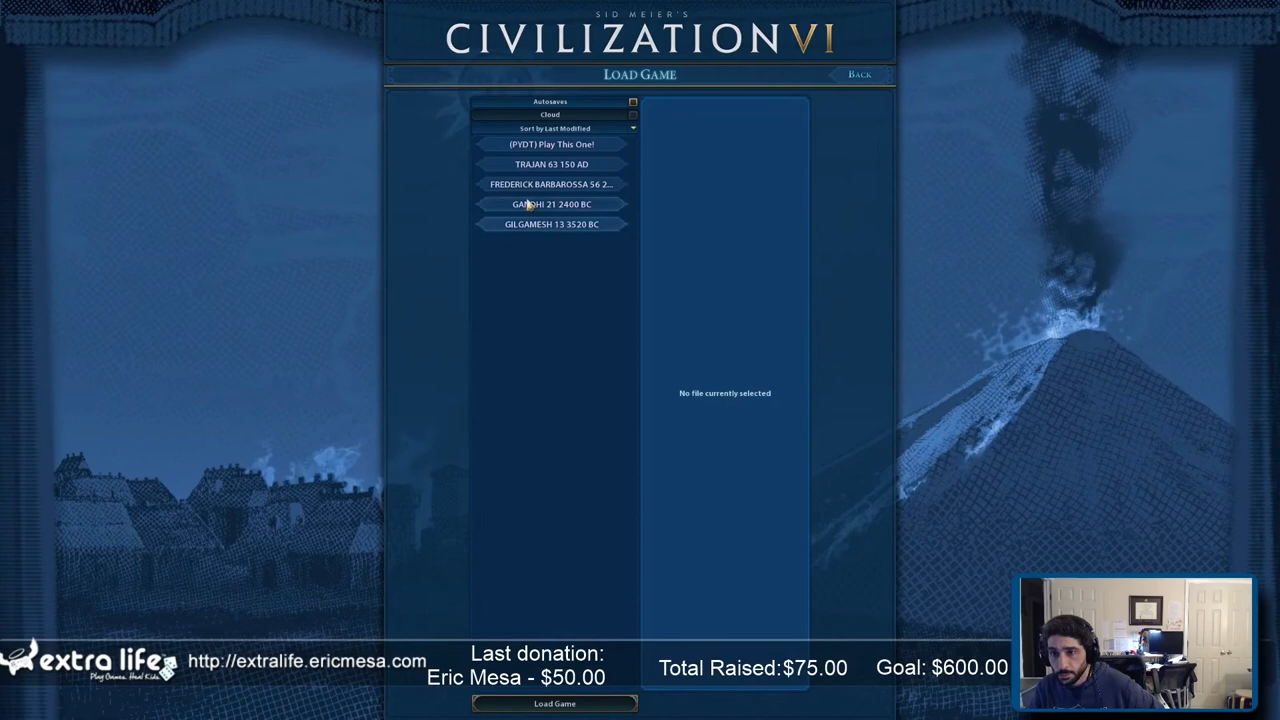 SID MEIER'S
CIVILIZATION VI
LOAD GAME
BACK
Autosaves
Cloud
Sort by Last Modified
(PYDT) Play This One!
TRAJAN 63 150 AD
FREDERICK BARBAROSSA 56 2...
GANDHI 21 2400 BC
GILGAMESH 13 3520 BC
No file currently selected
extra life
Play Games. Heal Kids.
http://extralife.ericmesa.com
Last donation:
Eric Mesa - $50.00
Total Raised:$75.00
Goal: $600.00
Load Game